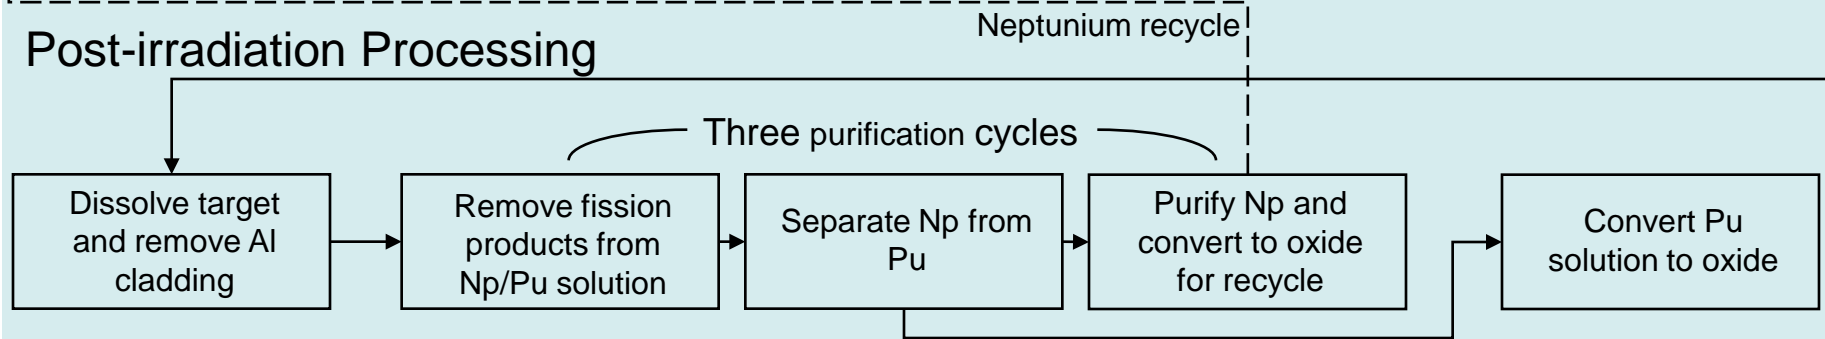 Neptunium recycle
Post-irradiation Processing
Three purification cycles
Dissolve target
and remove Al
cladding
Remove fission
products from
Np/Pu solution
Separate Np from
Pu
Purify Np and
convert to oxide
for recycle
Convert Pu
solution to oxide